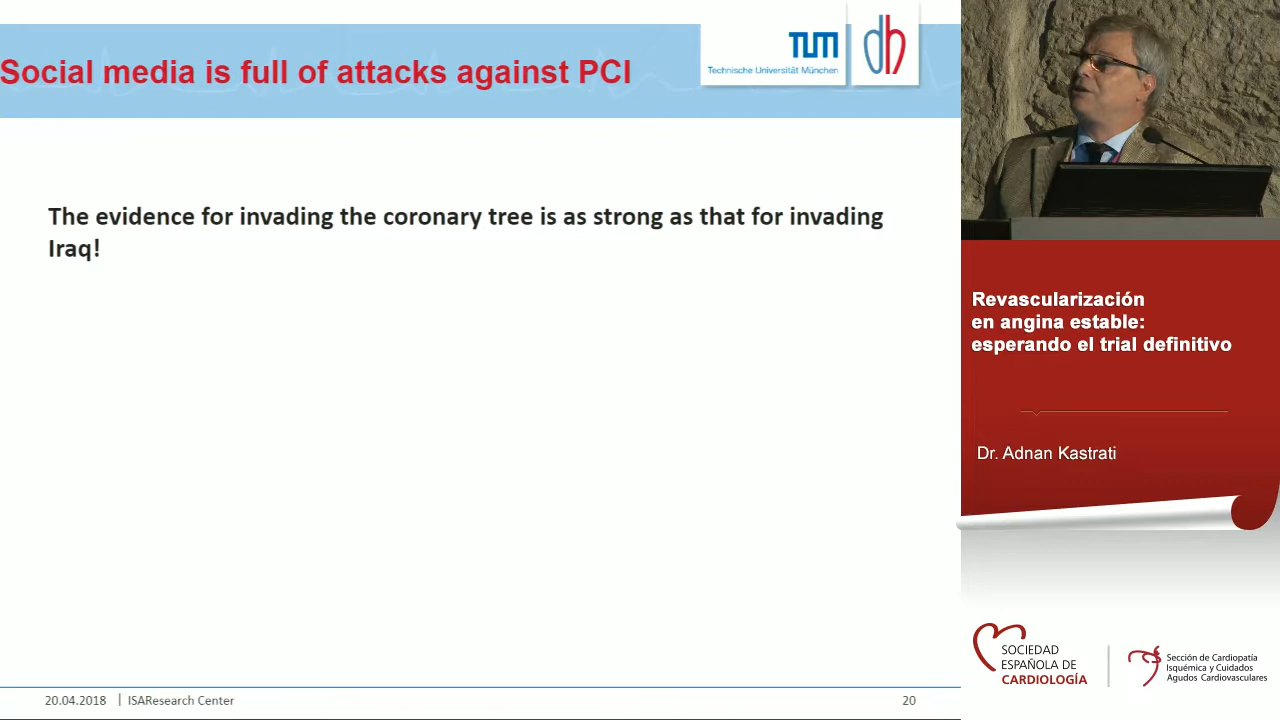 Social media is full of attacks against PCI
TUM
Technische Universität München
The evidence for invading the coronary tree is as strong as that for invading
Iraq!
20.04.2018 | ISAResearch Center
20
Revascularización
en angina estable:
esperando el trial definitivo
Dr. Adnan Kastrati
SOCIEDAD
ESPAÑOLA DE
CARDIOLOGÍA
Sección de Cardiopatía
Isquémica y Cuidados
Agudos Cardiovasculares